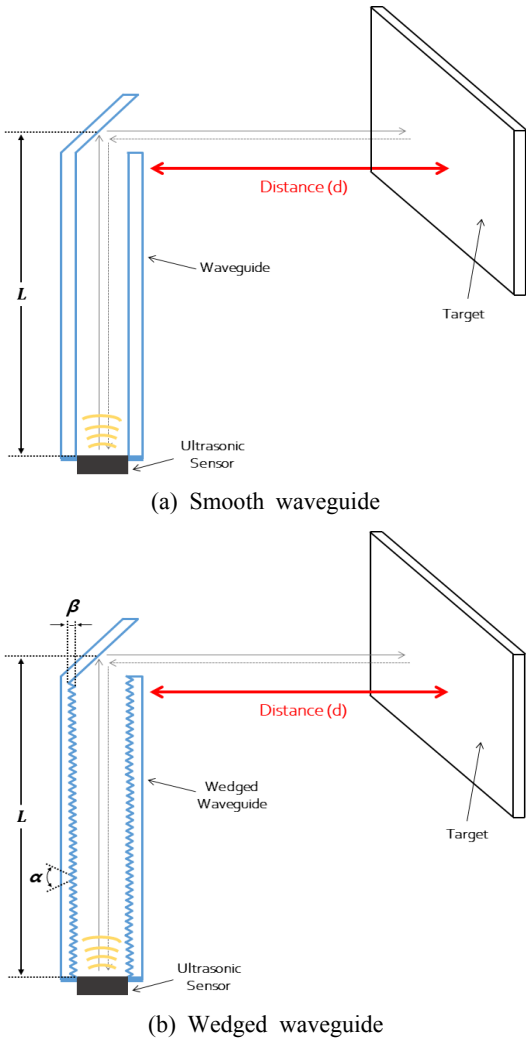 Distance (d)
Waveguide
L
Target
Ultrasonic
Sensor
(a) Smooth waveguide
β
Distance (d)
Wedged
Waveguide
L
Target
α
Ultrasonic
Sensor
(b) Wedged waveguide